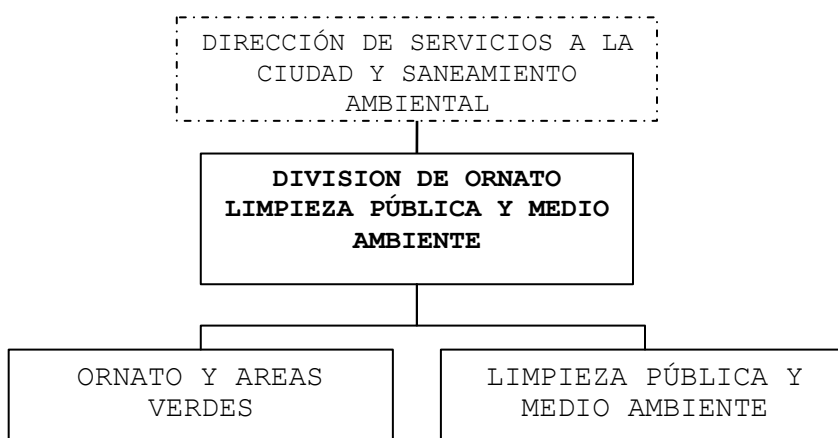 DIRECCIÓN DE SERVICIOS A LA
CIUDAD Y SANEAMIENTO
AMBIENTAL
DIVISION DE ORNATO
LIMPIEZA PÚBLICA Y MEDIO
AMBIENTE
ORNATO Y AREAS
VERDES
LIMPIEZA PÚBLICA Y
MEDIO AMBIENTE